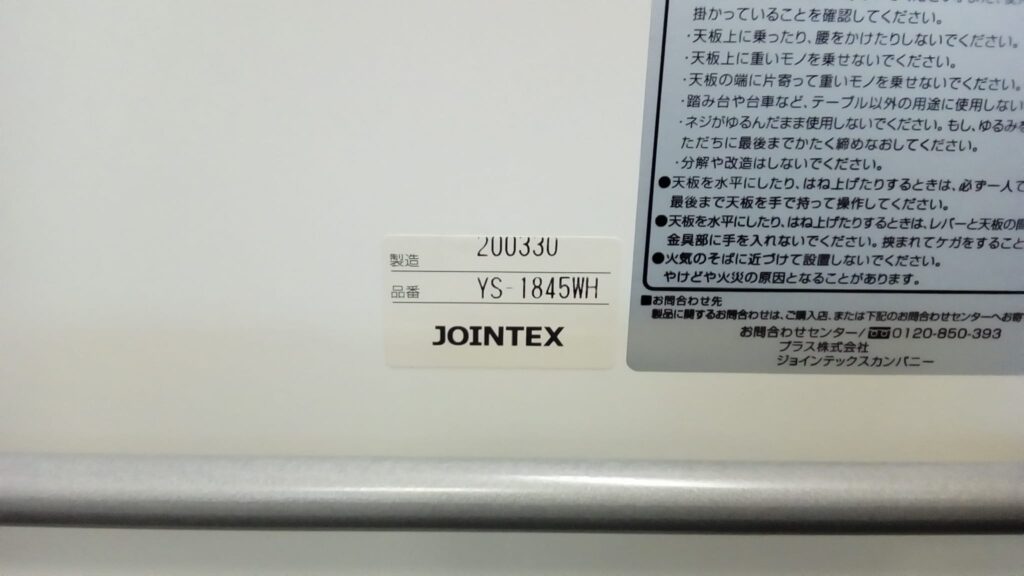 製造 200330
品番 YS-1845WH
JOINTEX
掛かっていることを確認してください。
・天板上に乗ったり、腰をかけたりしないでください。
・天板上に重いモノを乗せないでください。
・天板の端に片寄って重いモノを乗せないでください。
・踏み台や台車など、テーブル以外の用途に使用しない
・ネジがゆるんだまま使用しないでください。もし、ゆるみを
ただちに最後までかたく締めなおしてください。
・分解や改造はしないでください。
●天板を水平にしたり、はね上げたりするときは、必ず一人で
最後まで天板を手で持って操作してください。
●天板を水平にしたり、はね上げたりするときは、レバーと天板の間
金具部に手を入れないでください。挟まれてケガをすること
●火気のそばに近づけて設置しないでください。
やけどや火災の原因となることがあります。
■お問合わせ先
製品に関するお問合わせは、ご購入店、または下記のお問合わせセンターへお寄
お問合わせセンター/0120-850-393
プラス株式会社
ジョインテックスカンパニー